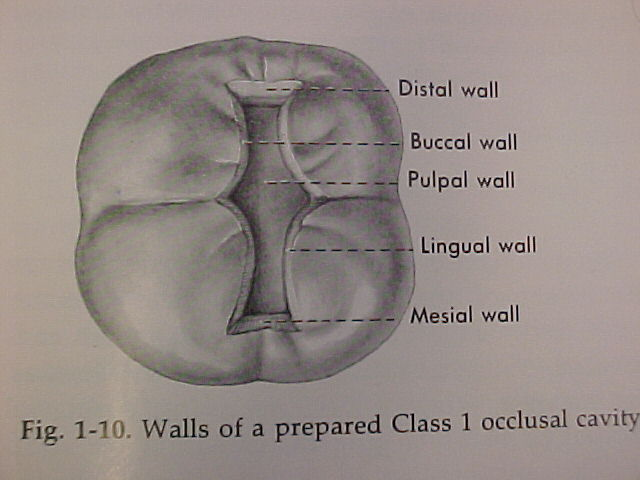 Distal wall
Buccal wall
Pulpal wall
Lingual wall
Mesial wall
Fig. 1-10. Walls of a prepared Class 1 occlusal cavity